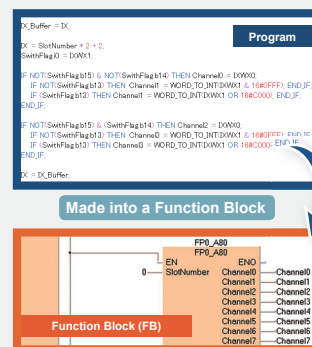 IX_Buffer = IX;
Program
IX = SlotNumber * 2 + 2;
SwithFlagI0 = IXWX1;
IF NOT(SwithFlagb15) & NOT(SwithFlagb14) THEN Channel0 = IXWX0;
IF NOT(SwithFlagb13) THEN Channel1 = WORD_TO_INT(IXWX1 & 16#0FFF); END_IF;
IF (SwithFlagb13) THEN Channel1 = WORD_TO_INT(IXWX1 OR 16#C000); END_IF;
END_IF;
IF NOT(SwithFlagb15) & (SwithFlagb14) THEN Channel2 = IXWX0;
IF NOT(SwithFlagb13) THEN Channel3 = WORD_TO_INT(IXWX1 & 16#0FFF); END_IF;
IF (SwithFlagb13) THEN Channel3 = WORD_TO_INT(IXWX1 OR 16#C000); END_IF;
END_IF;
IX = IX_Buffer;
Made into a Function Block
FP0_A80
FP0_A80
EN ENO
0 SlotNumber Channel0 Channel0
Channel1 Channel1
Channel2 Channel2
Channel3 Channel3
Channel4 Channel4
Channel5 Channel5
Function Block (FB) Channel6 Channel6
Channel7 Channel7